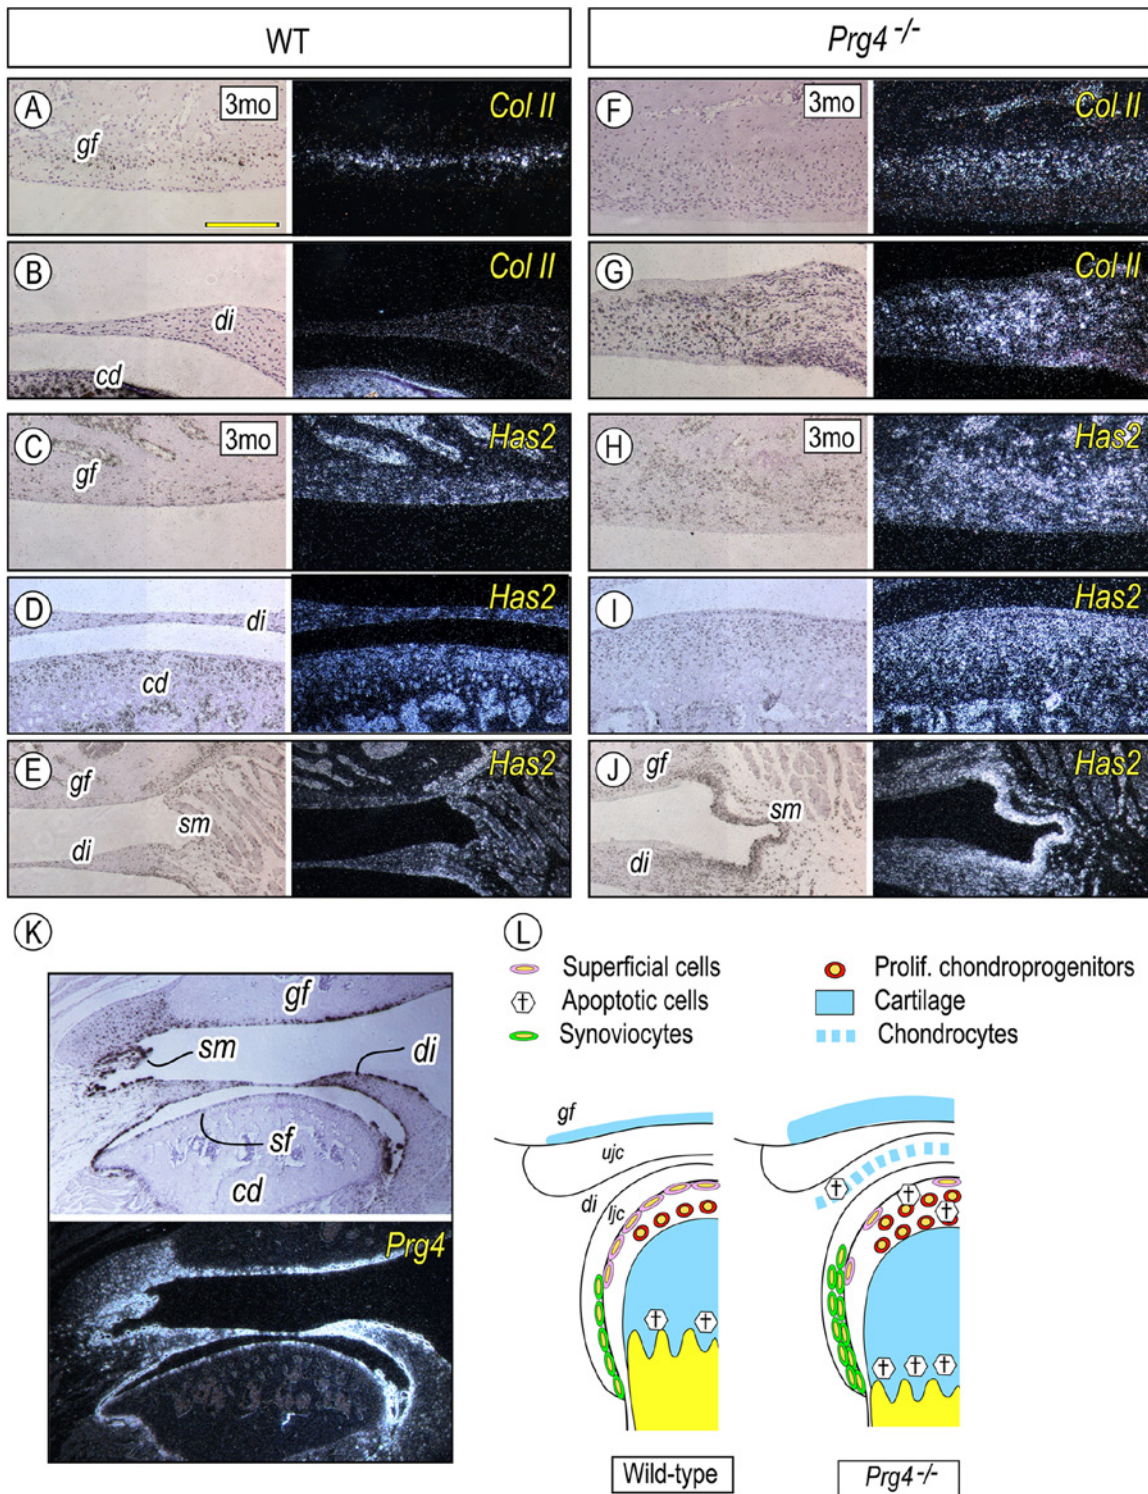 WT
Prg4 -/-
A
3mo
Col II
gf
F
3mo
Col II
B
Col II
di
cd
G
Col II
C
3mo
Has2
gf
H
3mo
Has2
D
Has2
di
cd
I
Has2
E
Has2
gf
sm
di
J
Has2
gf
sm
di
K
gf
sm
di
sf
cd
Prg4
L
Superficial cells
Prolif. chondroprogenitors
Apoptotic cells
Cartilage
Synoviocytes
Chondrocytes
gf
ujc
di
ljc
Wild-type
Prg4-/-